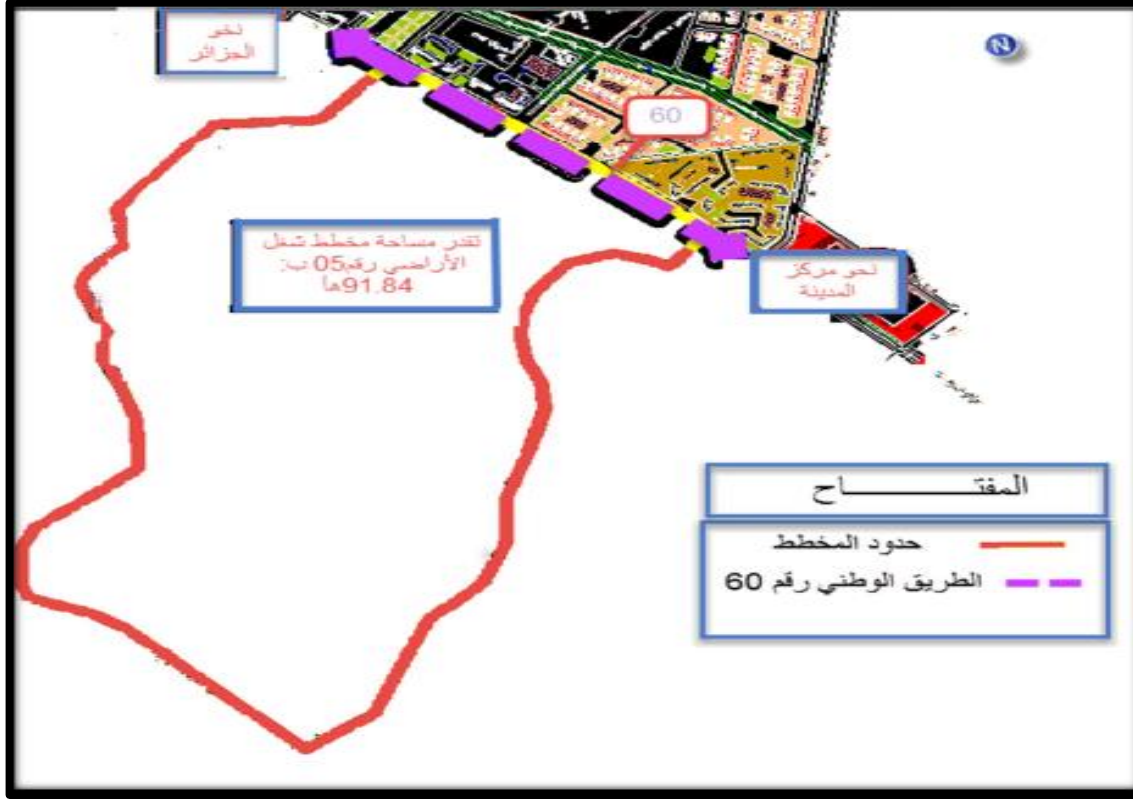 نحو
الجزائر
N
60
تقدر مساحة مخطط شغل
الأراضي رقم05 ب:
91.84هآ
نحو مركز
المدينة
المفتـــــــاح
حدود المخطط
الطريق الوطني رقم 60